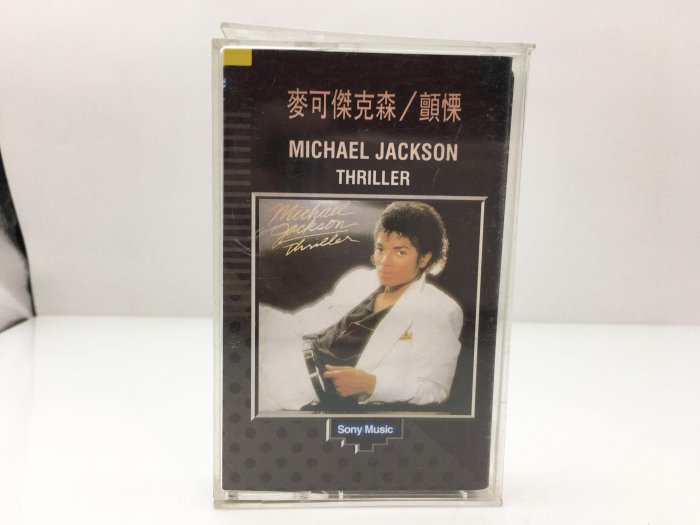 麥可傑克森／顫慄
MICHAEL JACKSON
THRILLER
Michael
Jackson
Thriller
Sony Music